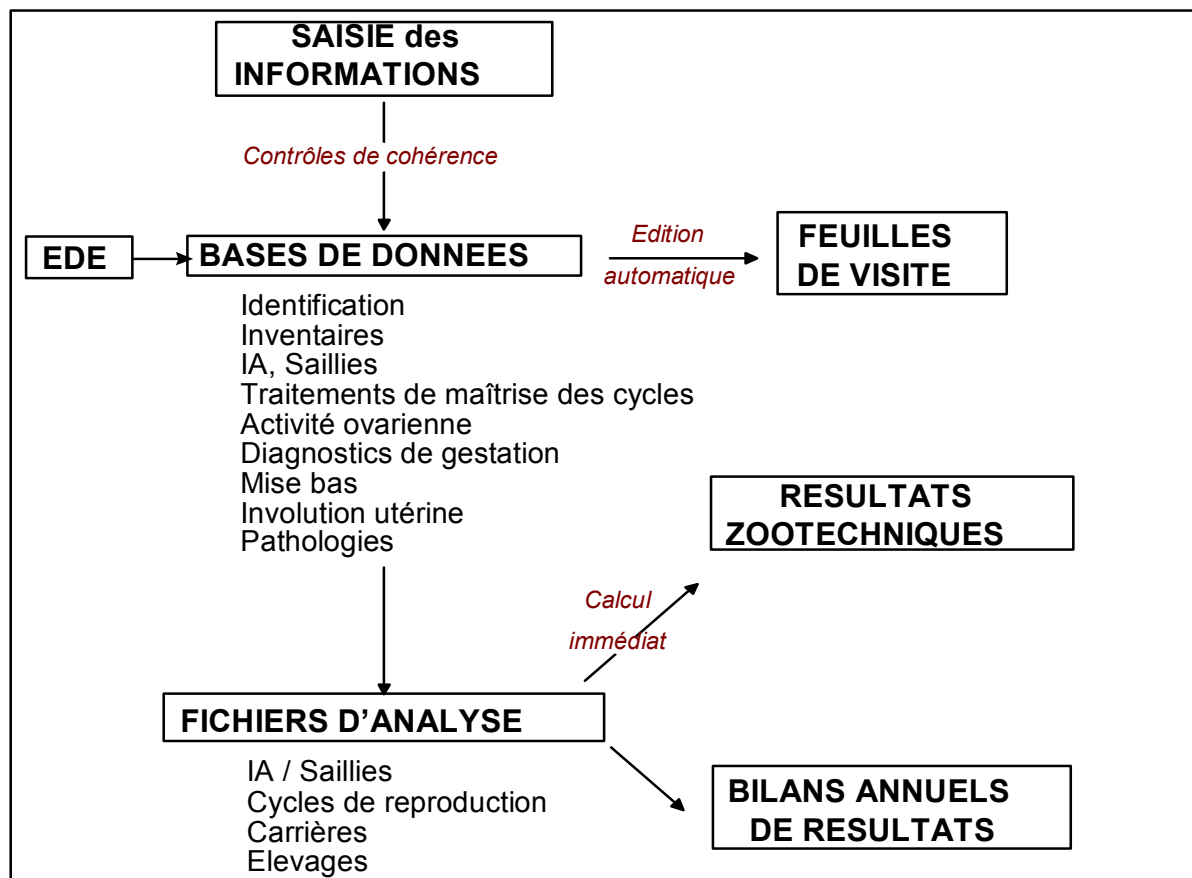 SAISIE des
INFORMATIONS
Contrôles de cohérence
EDE
BASES DE DONNEES
Edition
automatique
FEUILLES
DE VISITE
Identification
Inventaires
IA, Saillies
Traitements de maîtrise des cycles
Activité ovarienne
Diagnostics de gestation
Mise bas
Involution utérine
Pathologies
RESULTATS
ZOOTECHNIQUES
Calcul
immédiat
FICHIERS D’ANALYSE
IA / Saillies
Cycles de reproduction
Carrières
Elevages
BILANS ANNUELS
DE RESULTATS